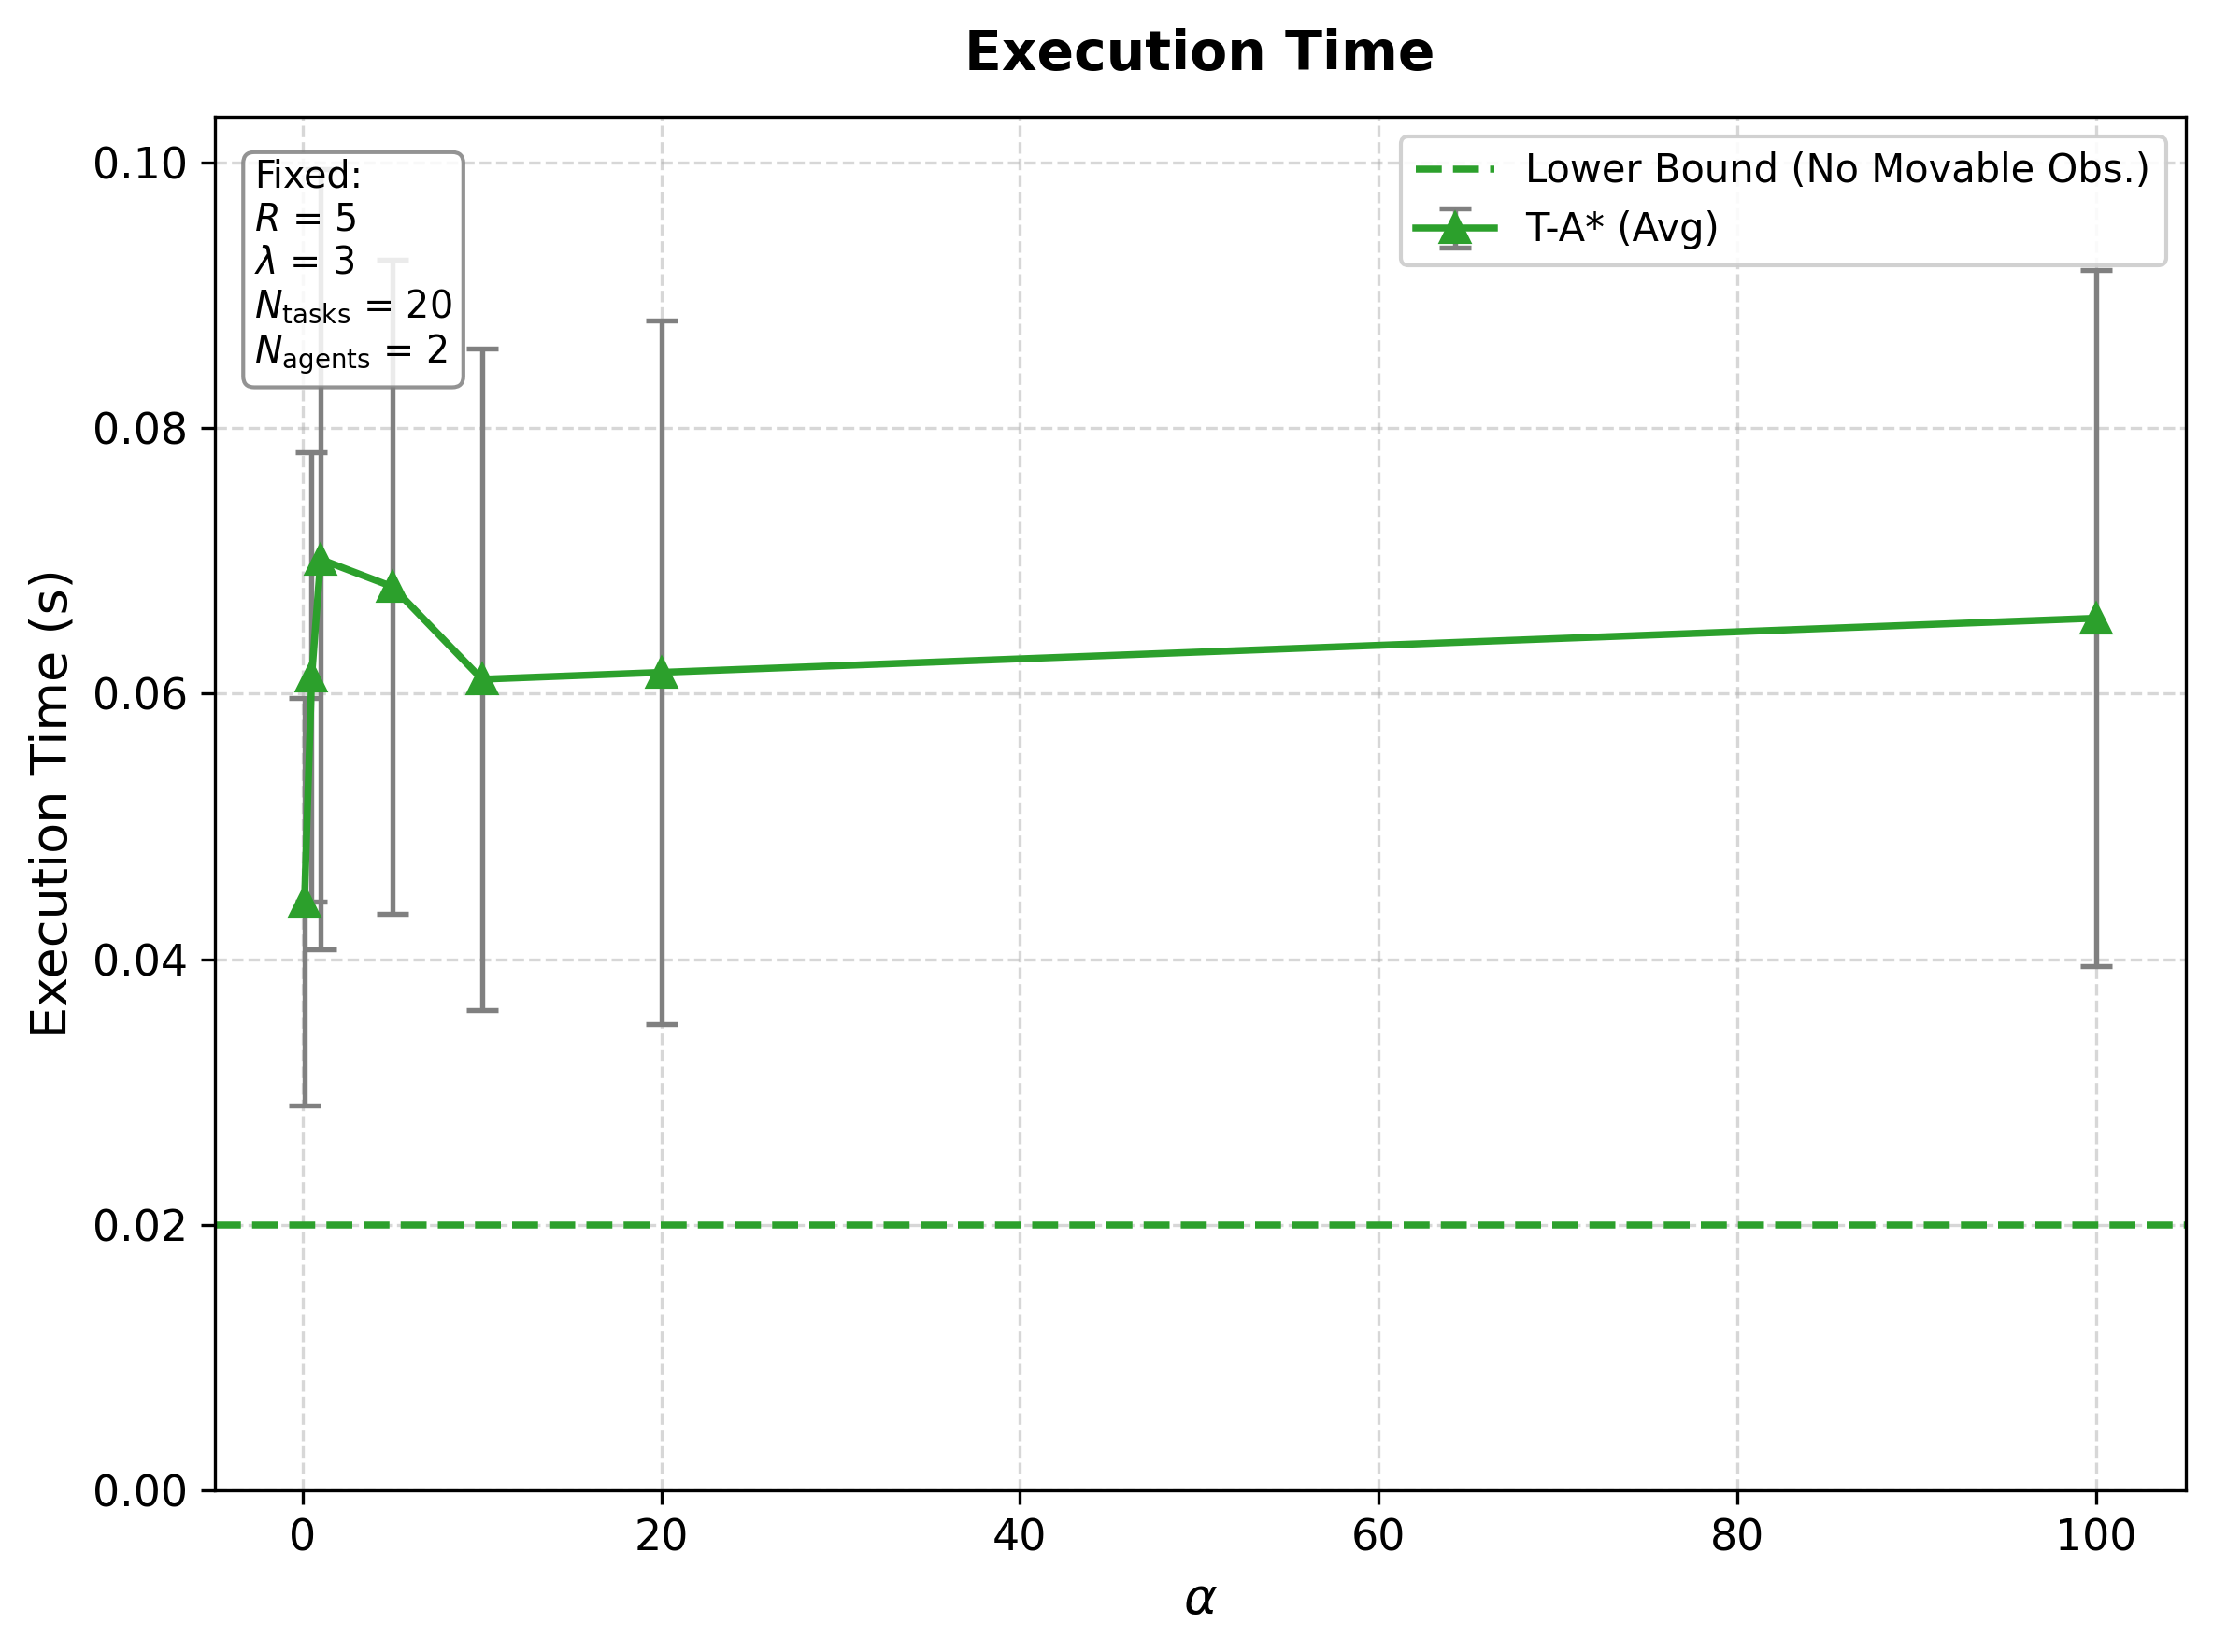 Execution Time
Fixed:
R = 5
λ = 3
N_tasks = 20
N_agents = 2
Lower Bound (No Movable Obs.)
T-A* (Avg)
Execution Time (s)
0.10
0.08
0.06
0.04
0.02
0.00
0 20 40 60 80 100
α